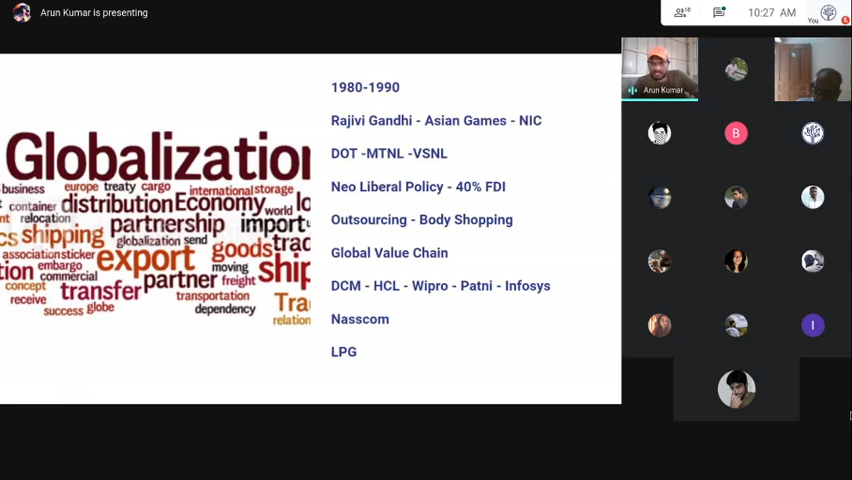 Arun Kumar is presenting
18
10:27 AM
You
Globalization
business
europe treaty cargo
international storage
container distribution Economy world
relocation
partnership import
shipping globalization send
goods
association sticker export
embargo
moving
commercial
partner freight
concept
transfer
receive
transportation
success globe
dependency
1980-1990
Rajivi Gandhi - Asian Games - NIC
DOT -MTNL -VSNL
Neo Liberal Policy - 40% FDI
Outsourcing - Body Shopping
Global Value Chain
DCM - HCL - Wipro - Patni - Infosys
Nasscom
LPG
Arun Kumar
B
I